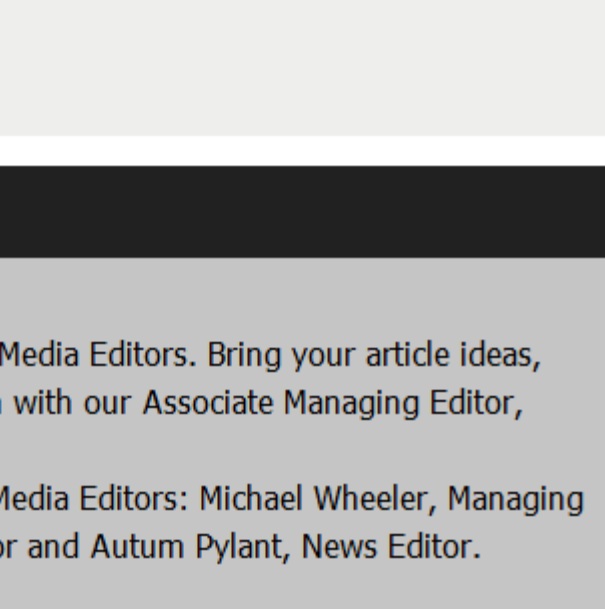 Media Editors. Bring your article ideas,
with our Associate Managing Editor,
Media Editors: Michael Wheeler, Managing
or and Autum Pylant, News Editor.